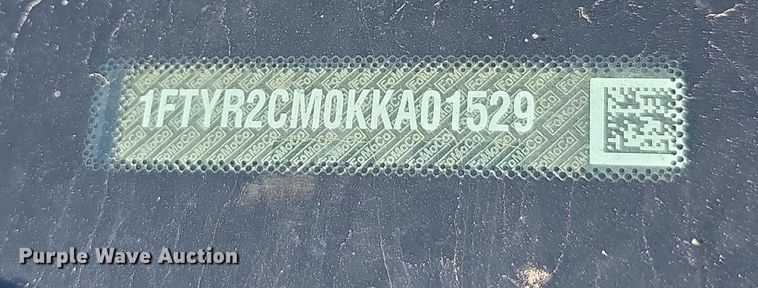 1FTYR2CM0KKA01529
Purple Wave Auction